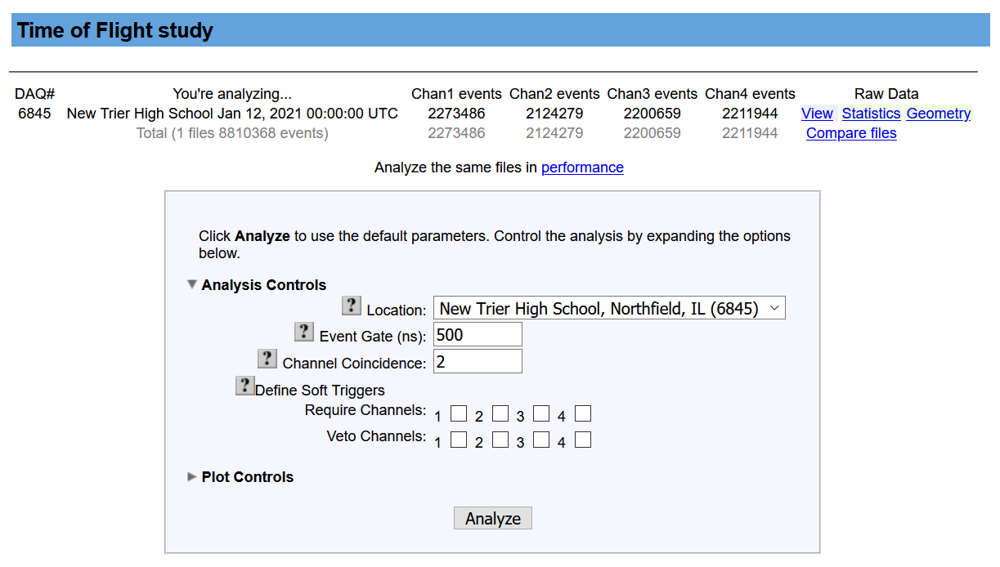 Time of Flight study
DAQ# You're analyzing... Chan1 events Chan2 events Chan3 events Chan4 events Raw Data
6845 New Trier High School Jan 12, 2021 00:00:00 UTC 2273486 2124279 2200659 2211944 View Statistics Geometry
Total (1 files 8810368 events) 2273486 2124279 2200659 2211944 Compare files
Analyze the same files in performance
Click Analyze to use the default parameters. Control the analysis by expanding the options
below.
Analysis Controls
? Location: New Trier High School, Northfield, IL (6845)
? Event Gate (ns): 500
? Channel Coincidence: 2
? Define Soft Triggers
Require Channels: 1 2 3 4
Veto Channels: 1 2 3 4
Plot Controls
Analyze